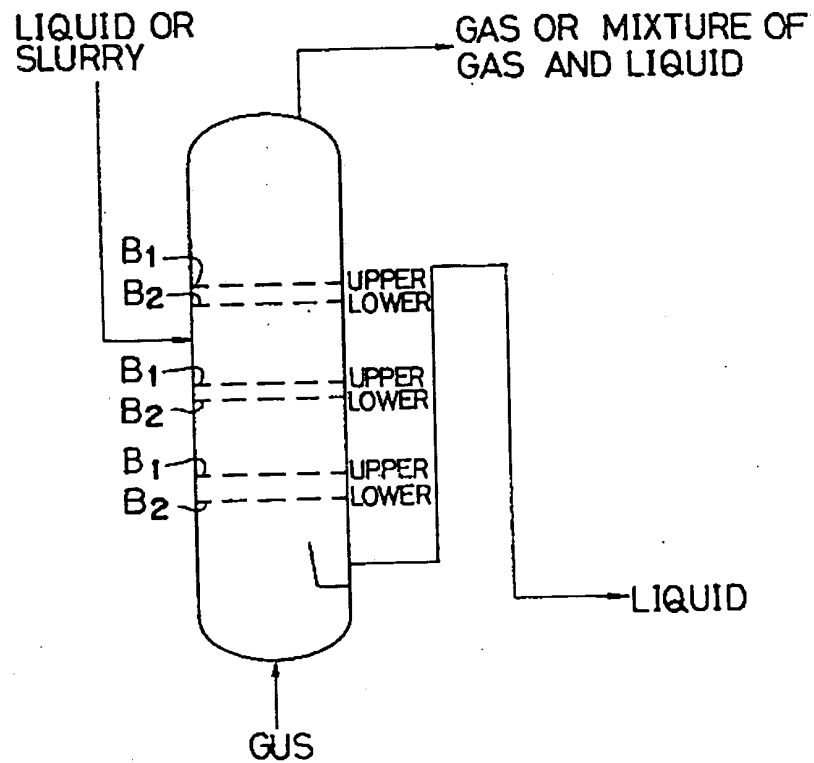 LIQUID OR
SLURRY
GAS OR MIXTURE OF
GAS AND LIQUID
B1
UPPER
B2
LOWER
B1
UPPER
B2
LOWER
B1
UPPER
B2
LOWER
LIQUID
GUS